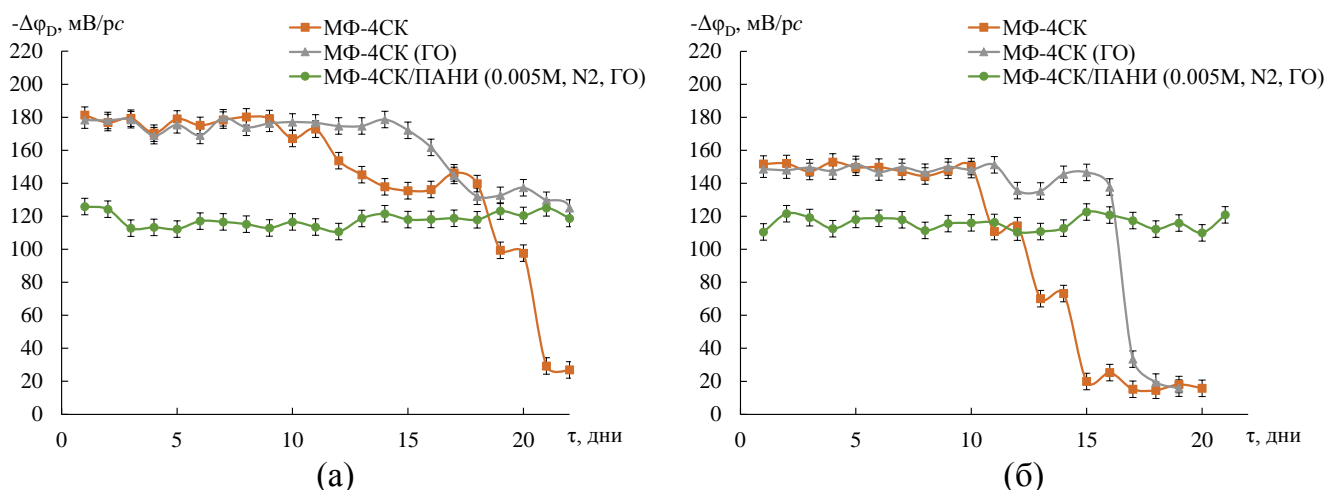 -Δφ_D, мВ/рс
МФ-4СК
МФ-4СК (ГО)
МФ-4СК/ПАНИ (0.005М, N2, ГО)
220
200
180
160
140
120
100
80
60
40
20
0
0 5 10 15 20 τ, дни
(а)
-Δφ_D, мВ/рс
МФ-4СК
МФ-4СК (ГО)
МФ-4СК/ПАНИ (0.005М, N2, ГО)
220
200
180
160
140
120
100
80
60
40
20
0
0 5 10 15 20 τ, дни
(б)